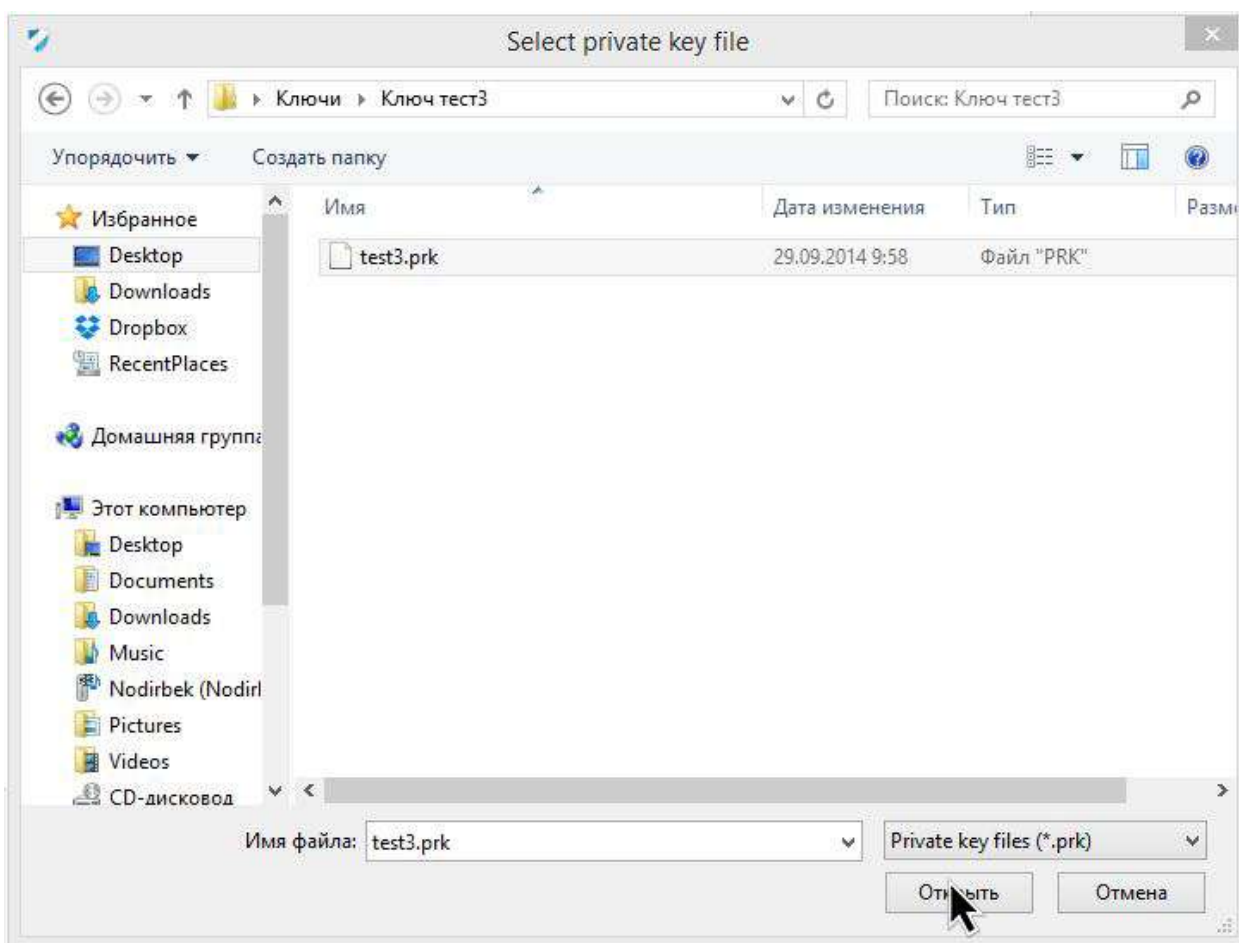 Select private key file
Ключи Ключ тест3
Поиск: Ключ тест3
Упорядочить Создать папку
Имя Дата изменения Тип
test3.prk 29.09.2014 9:58 Файл "PRK"
Избранное
Desktop
Downloads
Dropbox
RecentPlaces
Домашняя
Этот компьютер
Desktop
Documents
Downloads
Music
Nodirbek
Pictures
Videos
CD-дисковод
Имя файла: test3.prk Private key files (*.prk)
Открыть Отмена